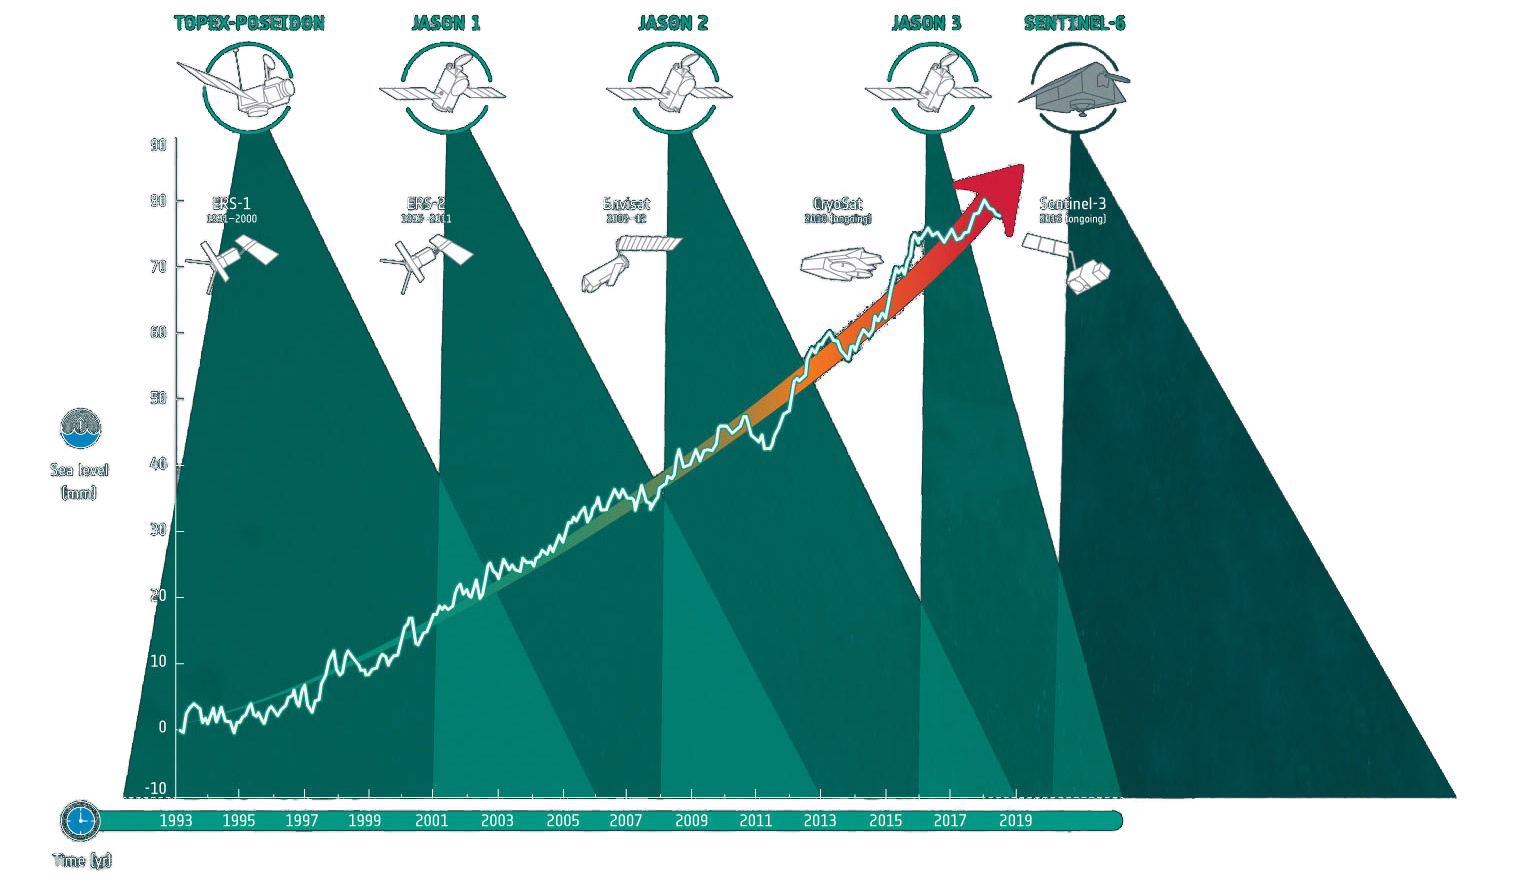 TOPEX-POSEIDON
JASON 1
JASON 2
JASON 3
SENTINEL-6
90
80
70
60
50
40
30
20
10
0
-10
ERS-1
1991–2000
ERS-2
1995–2011
Envisat
2002–12
CryoSat
2010 (ongoing)
Sentinel-3
2016 (ongoing)
Sea level
(mm)
1993 1995 1997 1999 2001 2003 2005 2007 2009 2011 2013 2015 2017 2019
Time (yr)